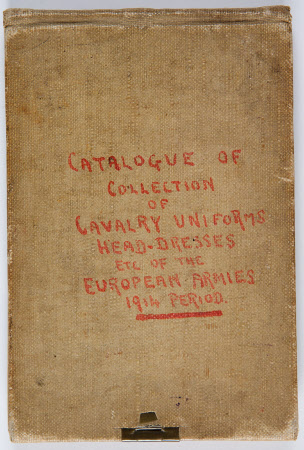 CATALOGUE OF
COLLECTION
OF
CAVALRY UNIFORMS
HEAD-DRESSES
ETC OF THE
EUROPEAN ARMIES
1914 PERIOD.